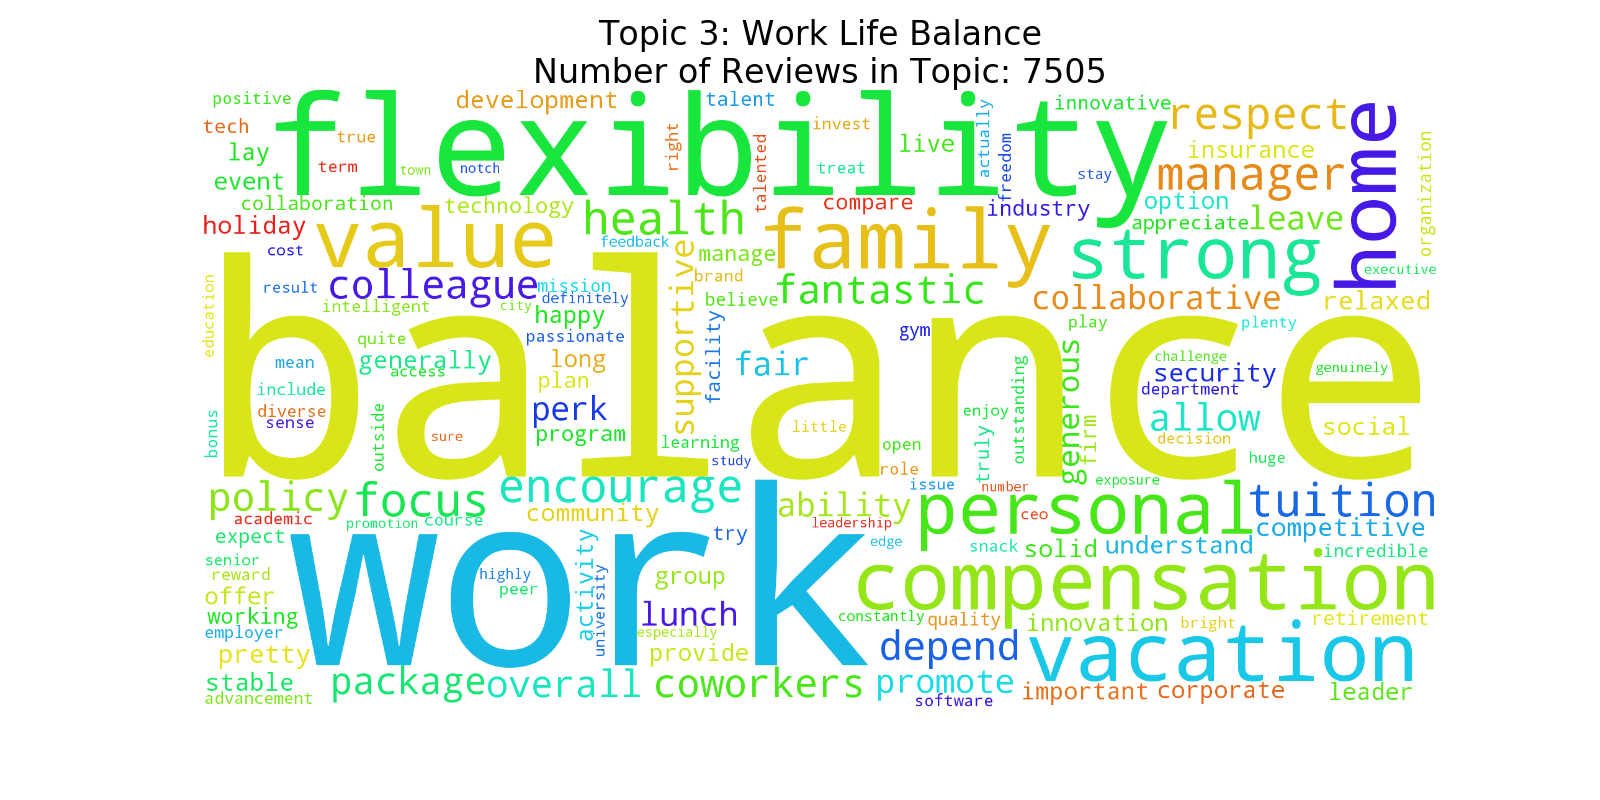 Topic 3: Work Life Balance
Number of Reviews in Topic: 7505
positive
development
talent
innovative
respect
home
flexibility
tech
true
right
invest
live
actually
lay
term
town
notch
talented
treat
freedom
stay
insurance
manager
organization
event
collaboration
technology
health
compare
industry
option
appreciate
leave
holiday
value
feedback
supportive
manage
family
strong
cost
executive
result
colleague
mission
definitely
brand
believe
fantastic
collaborative
relaxed
education
intelligent
city
happy
facility
gym
play
plenty
quite
passionate
balance
mean
generally
access
long
fair
outstanding
generous
challenge
security
genuinely
include
plan
department
diverse
sense
bonus
outside
perk
program
sure
learning
little
enjoy
open
truly
firm
allow
decision
social
study
role
huge
policy
focus
encourage
issue
number
exposure
ability
personal
tuition
academic
promotion
course
community
leadership
ceo
competitive
expect
work
activity
try
edge
snack
solid
understand
incredible
senior
reward
highly
peer
university
group
compensation
offer
working
lunch
constantly
quality
innovation
bright
retirement
employer
especially
pretty
provide
depend
vacation
stable
package
overall
coworkers
promote
important
corporate
leader
advancement
software